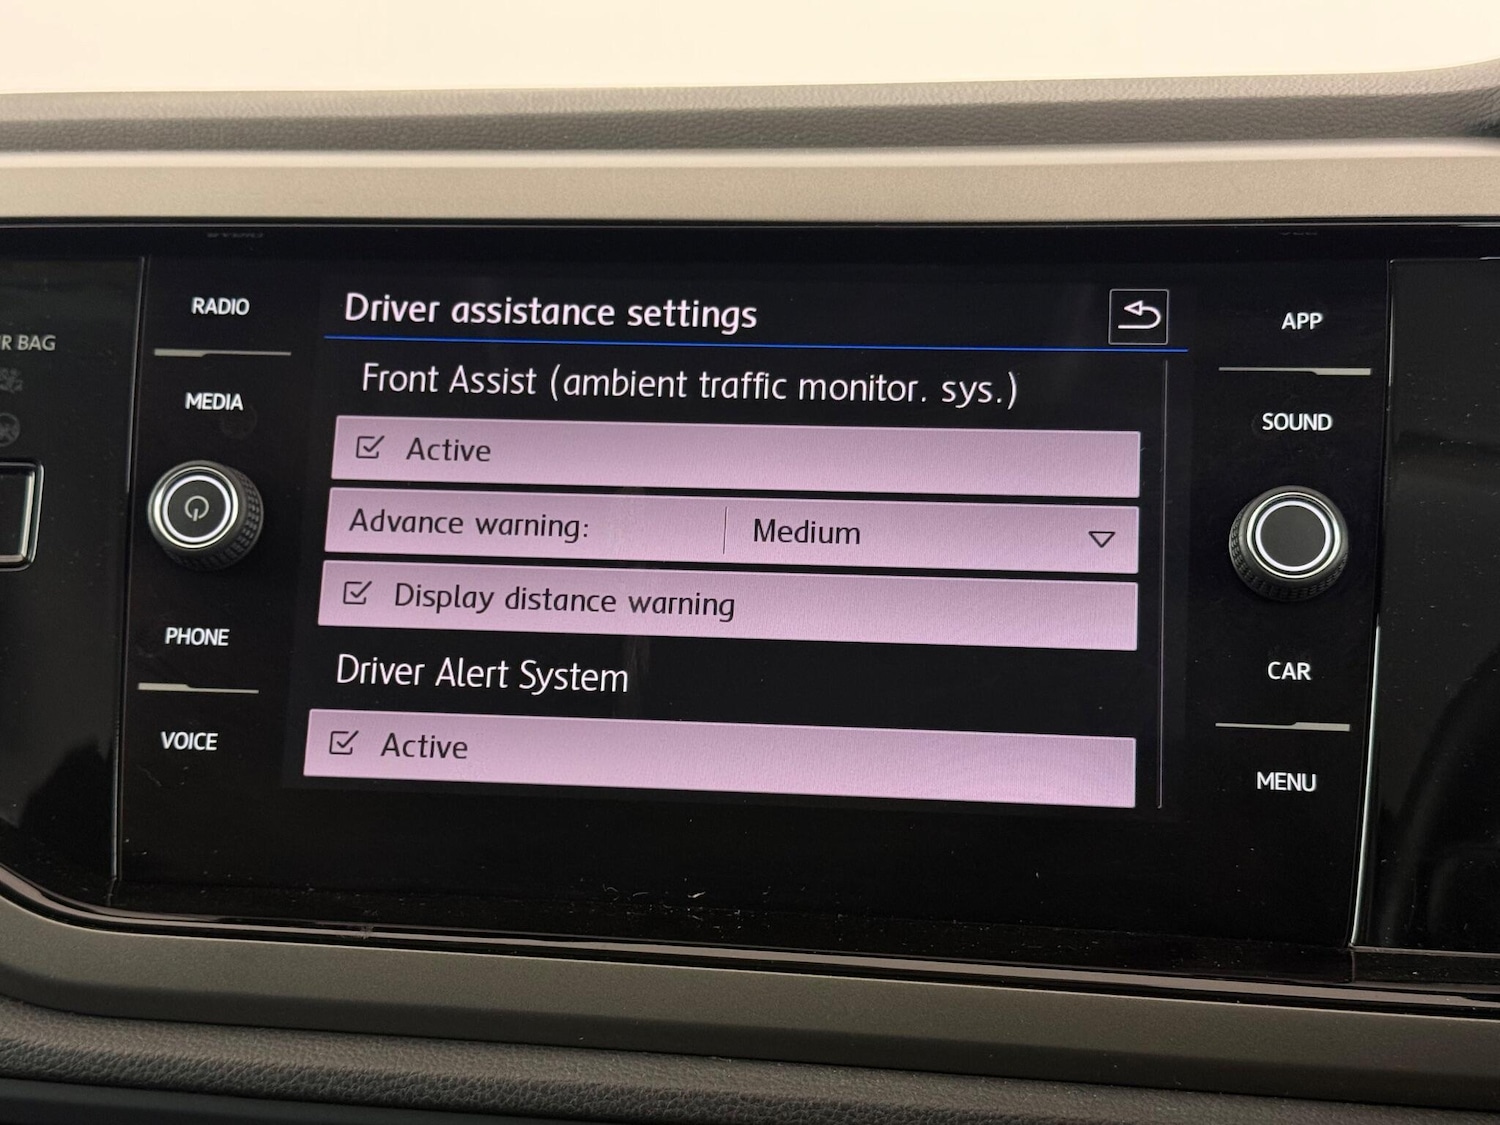 R BAG
RADIO
MEDIA
PHONE
VOICE
Driver assistance settings
Front Assist (ambient traffic monitor. sys.)
Active
Advance warning: Medium
Display distance warning
Driver Alert System
Active
APP
SOUND
CAR
MENU